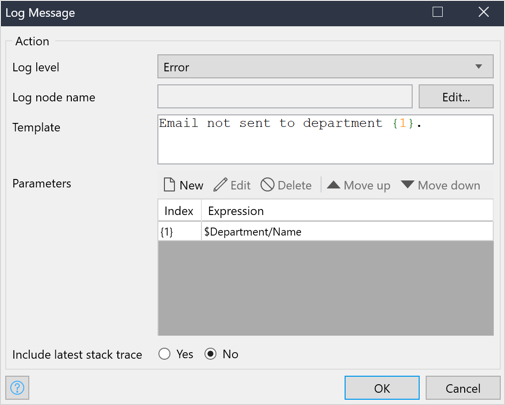 Log Message
Action
Log level
Error
Log node name
Edit...
Template
Email not sent to department {1}.
Parameters
New Edit Delete Move up Move down
Index Expression
{1} $Department/Name
Include latest stack trace
Yes No
? OK Cancel